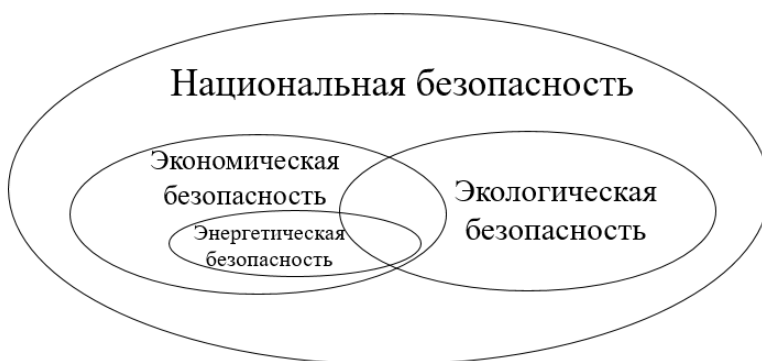 Национальная безопасность
Экономическая
безопасность
Экологическая
безопасность
Энергетическая
безопасность